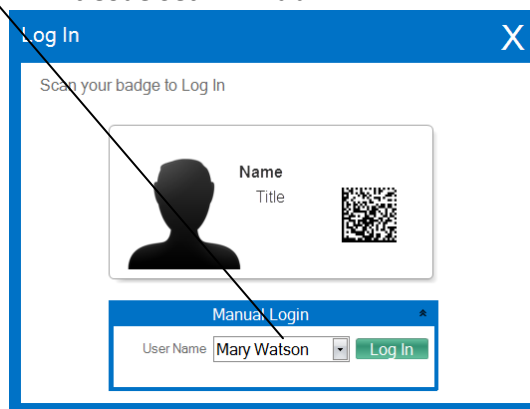 Log In X
Scan your badge to Log In
Name
Title
Manual Login
User Name Mary Watson Log In